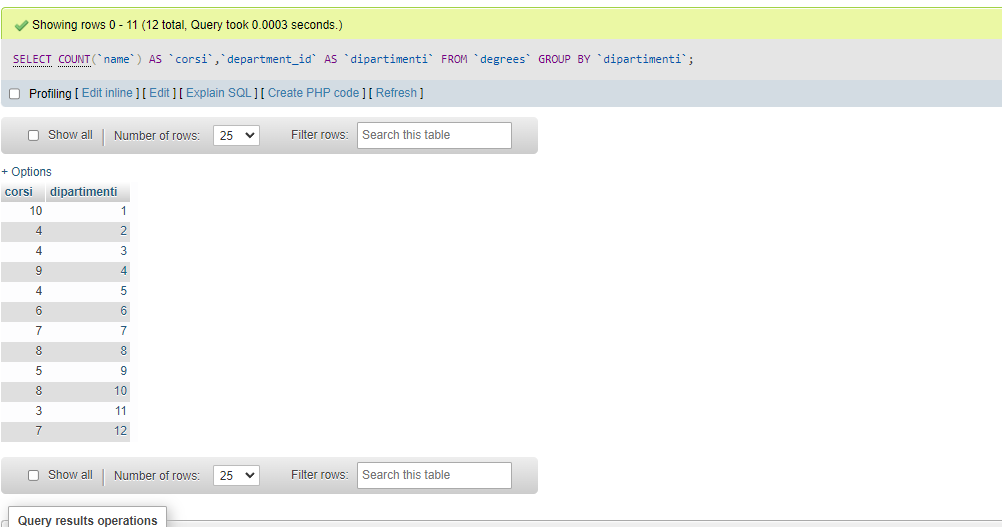 Showing rows 0 - 11 (12 total, Query took 0.0003 seconds.)
SELECT COUNT(`name`) AS `corsi`,`department_id` AS `dipartimenti` FROM `degrees` GROUP BY `dipartimenti`;
Profiling [ Edit inline ] [ Edit ] [ Explain SQL ] [ Create PHP code ] [ Refresh ]
Show all Number of rows: 25 Filter rows: Search this table
+ Options
corsi dipartimenti
10 1
4 2
4 3
9 4
4 5
6 6
7 7
8 8
5 9
8 10
3 11
7 12
Show all Number of rows: 25 Filter rows: Search this table
Query results operations